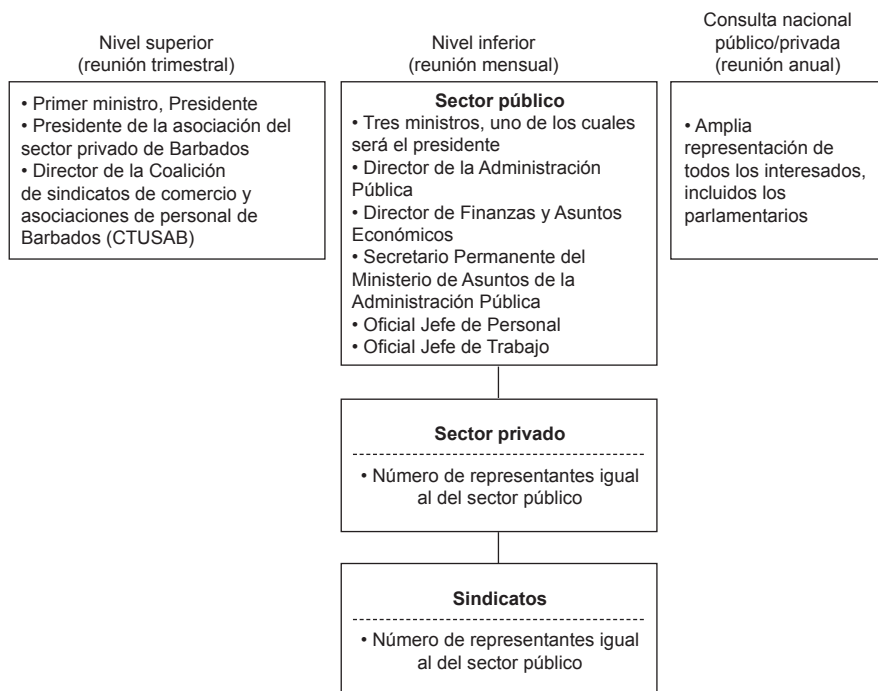 Nivel superior
(reunión trimestral)
• Primer ministro, Presidente
• Presidente de la asociación del
sector privado de Barbados
• Director de la Coalición
de sindicatos de comercio y
asociaciones de personal de
Barbados (CTUSAB)
Nivel inferior
(reunión mensual)
Sector público
• Tres ministros, uno de los cuales
será el presidente
• Director de la Administración
Pública
• Director de Finanzas y Asuntos
Económicos
• Secretario Permanente del
Ministerio de Asuntos de la
Administración Pública
• Oficial Jefe de Personal
• Oficial Jefe de Trabajo
Sector privado
• Número de representantes igual
al del sector público
Sindicatos
• Número de representantes igual
al del sector público
Consulta nacional
público/privada
(reunión anual)
• Amplia
representación de
todos los interesados,
incluidos los
parlamentarios